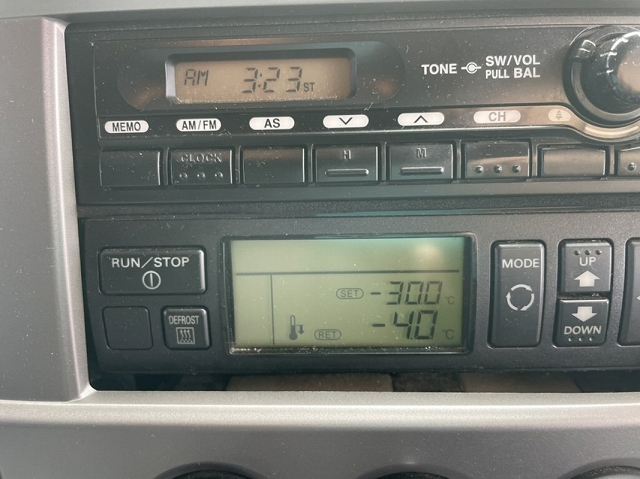 AM 3:23 ST
TONE SW/VOL
PULL BAL
MEMO AM/FM AS CH
CLOCK H M
RUN/STOP
DEFROST
SET -30.0 °C
RET -4.0 °C
MODE
UP
DOWN